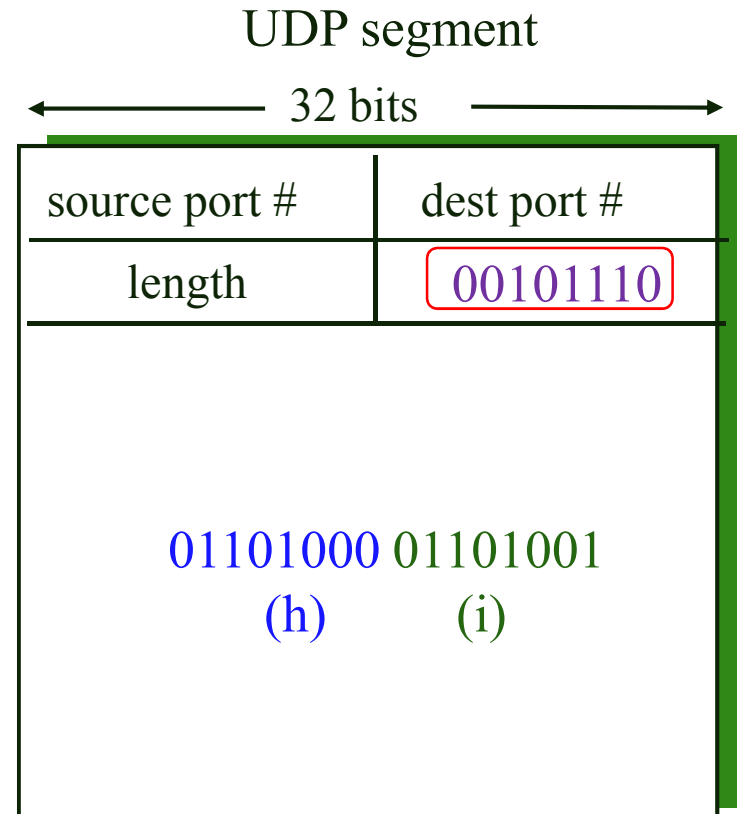 UDP segment
32 bits
source port # dest port #
length 00101110
01101000 01101001
(h) (i)